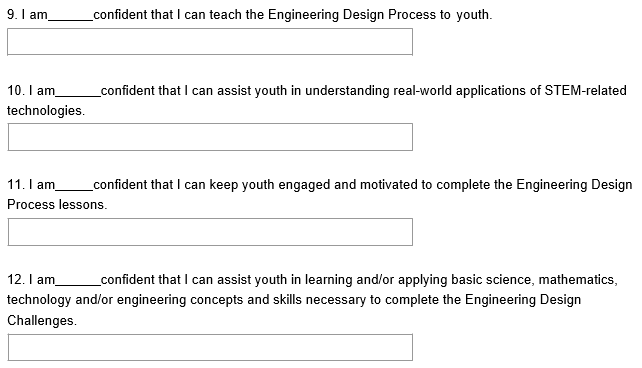 9. I am______confident that I can teach the Engineering Design Process to youth.
10. I am______confident that I can assist youth in understanding real-world applications of STEM-related
technologies.
11. I am_____confident that I can keep youth engaged and motivated to complete the Engineering Design
Process lessons.
12. I am______confident that I can assist youth in learning and/or applying basic science, mathematics,
technology and/or engineering concepts and skills necessary to complete the Engineering Design
Challenges.